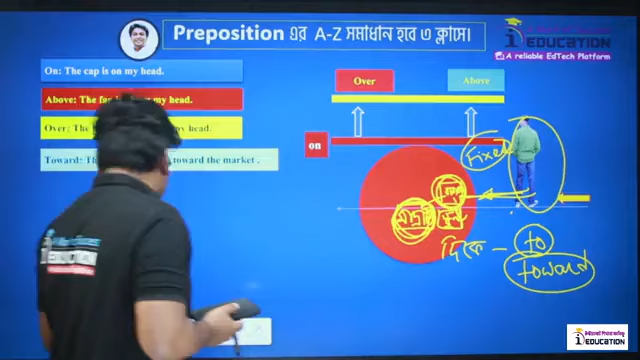 Preposition এর A-Z সমাধান হবে ৩ ক্লাসে।
EDUCATION
A reliable EdTech Platform
On: The cap is on my head.
Above: The fan my head.
Over: The my head.
Toward: Th toward the market .
Over
Above
on
Fixed
দিকে - to
toward
EDUCATION
EDUCATION